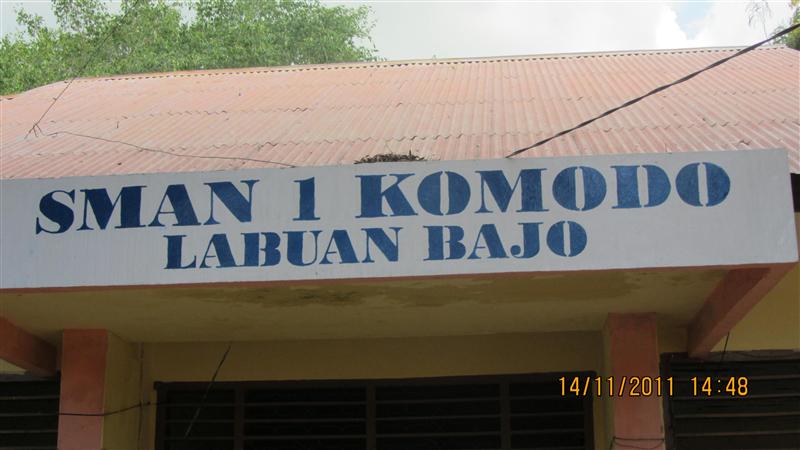 SMAN 1 KOMODO
LABUAN BAJO
14/11/2011 14:48